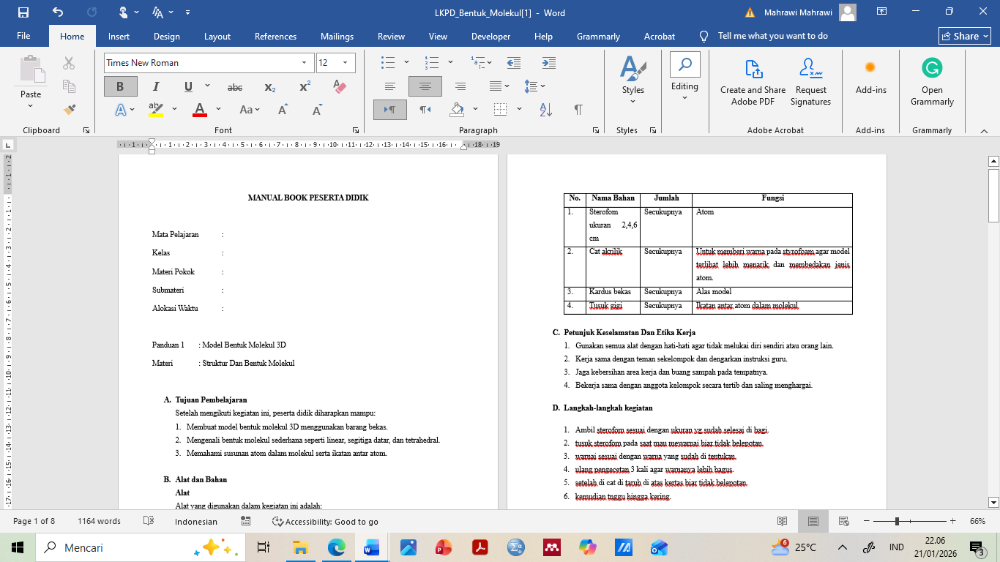 LKPD_Bentuk_Molekul[1] - Word
Mahrawi Mahrawi
File Home Insert Design Layout References Mailings Review View Developer Help Grammarly Acrobat Tell me what you want to do Share
Times New Roman 12
Paste
Clipboard
Font
Paragraph
Styles
Styles
Editing
Create and Share Adobe PDF
Request Signatures
Adobe Acrobat
Add-ins
Add-ins
Open Grammarly
Grammarly
MANUAL BOOK PESERTA DIDIK
Mata Pelajaran :
Kelas :
Materi Pokok :
Submateri :
Alokasi Waktu :
Panduan 1 : Model Bentuk Molekul 3D
Materi : Struktur Dan Bentuk Molekul
A. Tujuan Pembelajaran
Setelah mengikuti kegiatan ini, peserta didik diharapkan mampu:
1. Membuat model bentuk molekul 3D menggunakan barang bekas.
2. Mengenali bentuk molekul sederhana seperti linear, segitiga datar, dan tetrahedral.
3. Memahami susunan atom dalam molekul serta ikatan antar atom.
B. Alat dan Bahan
Alat
Alat yang digunakan dalam kegiatan ini adalah:
No. Nama Bahan Jumlah Fungsi
1. Sterofom Secukupnya Atom
ukuran 2,4,6
cm
2. Cat akrilik Secukupnya Untuk memberi warna pada styrofoam agar model
terlihat lebih menarik dan membedakan jenis
atom.
3. Kardus bekas Secukupnya Alas model
4. Tusuk gigi Secukupnya Ikatan antar atom dalam molekul
C. Petunjuk Keselamatan Dan Etika Kerja
1. Gunakan semua alat dengan hati-hati agar tidak melukai diri sendiri atau orang lain.
2. Kerja sama dengan teman sekelompok dan dengarkan instruksi guru.
3. Jaga kebersihan area kerja dan buang sampah pada tempatnya.
4. Bekerja sama dengan anggota kelompok secara tertib dan saling menghargai.
D. Langkah-langkah kegiatan
1. Ambil sterofom sesuai dengan ukuran yg sudah selesai di bagi.
2. tusuk sterofom pada saat mau mewarnai biar tidak belepotan.
3. warnai sesuai dengan warna yang sudah di tentukan.
4. ulang pengecetan 3 kali agar warnanya lebih bagus.
5. setelah di cat di taruh di atas kertas biar tidak belepotan.
6. kemudian tnggu hingga kering.
Page 1 of 8 1164 words Indonesian Accessibility: Good to go 66%
Mencari
6 25°C IND
22.06
21/01/2026
3